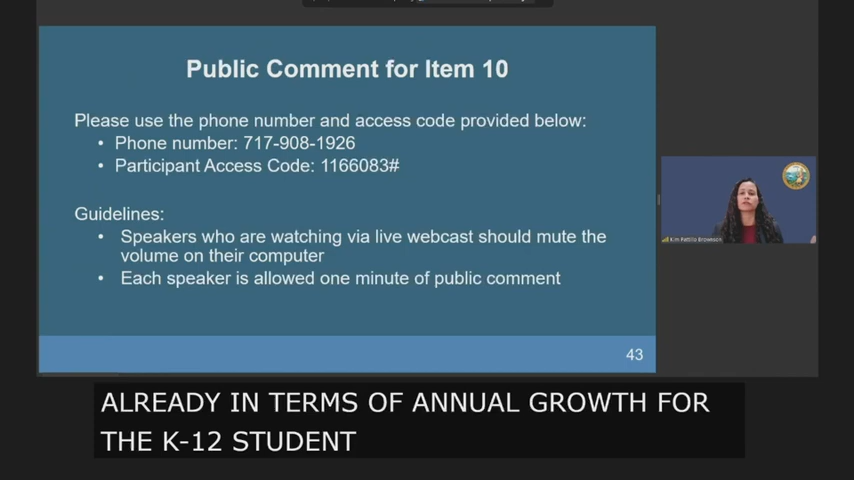 Public Comment for Item 10
Please use the phone number and access code provided below:
• Phone number: 717-908-1926
• Participant Access Code: 1166083#
Guidelines:
• Speakers who are watching via live webcast should mute the
volume on their computer
• Each speaker is allowed one minute of public comment
43
Kim Pattillo Brownson
ALREADY IN TERMS OF ANNUAL GROWTH FOR
THE K-12 STUDENT